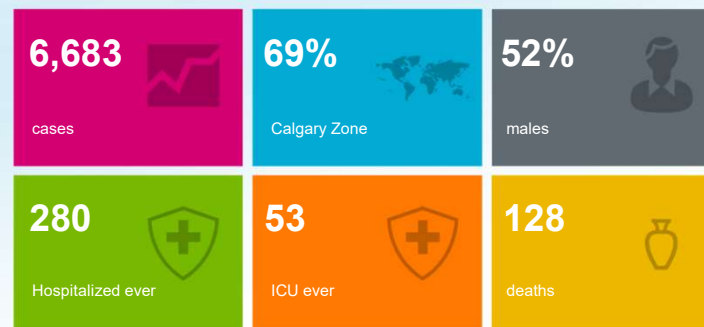 6,683
cases
69%
Calgary Zone
52%
males
280
Hospitalized ever
53
ICU ever
128
deaths